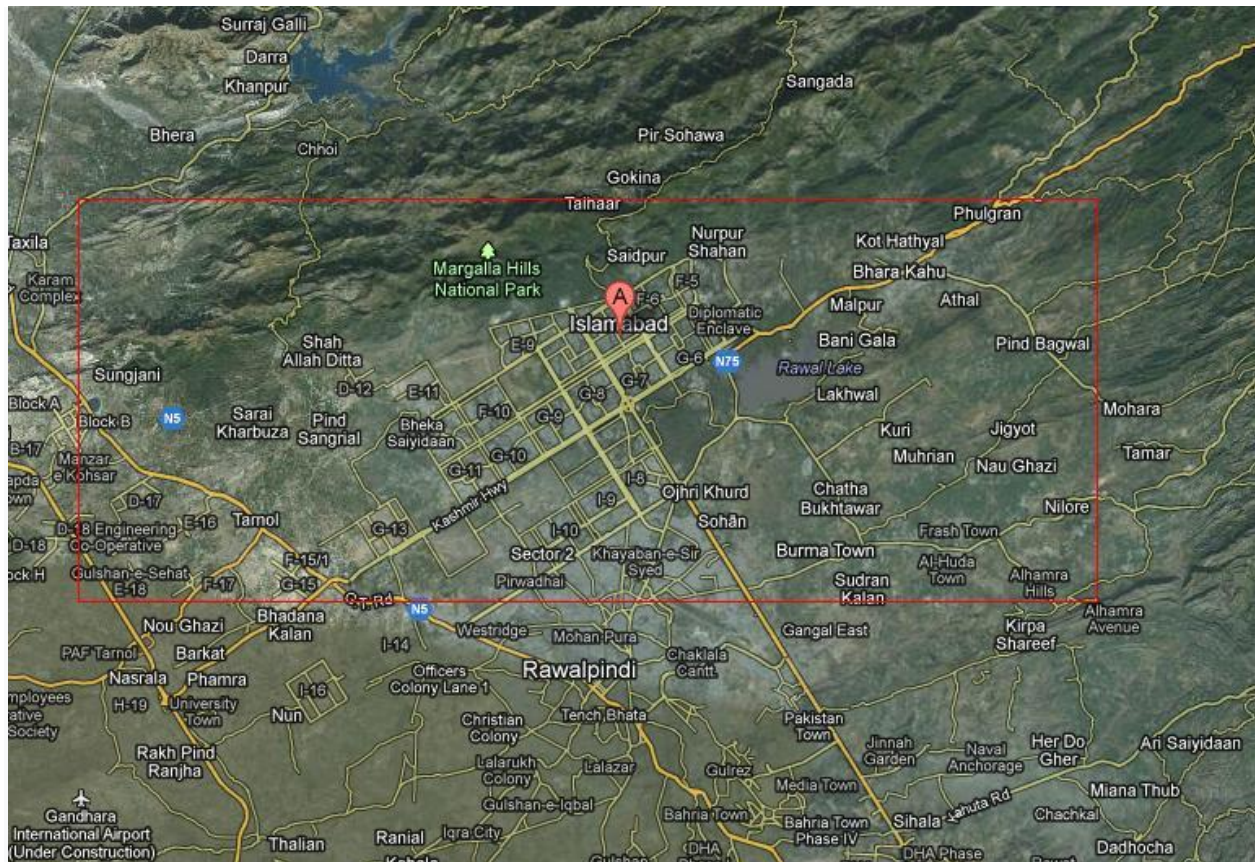 Surraj Galli
Darra
Khanpur
Sangada
Bhera
Pir Sohawa
Chhoi
Gokina
Tainaar
Phulgran
Taxila
Nurpur
Shahan
Kot Hathyal
Saidpur
Margalla Hills
National Park
Karam
Complex
F-5
Bhara Kahu
A
F-6
Malpur
Athal
Islamabad
Diplomatic
Enclave
Shah
Allah Ditta
E-9
Bani Gala
Pind Bagwal
G-6
N75
Rawal Lake
Sungjani
D-12
E-11
G-7
G-8
Lakhwal
Block A
Block B
N5
Sarai
Kharbuza
Pind
Sangrial
F-10
G-9
Mohara
Bheka
Saiyidaan
Kuri
Jigyot
B-17
G-10
Muhrian
Tamar
Manzar
e Kohsar
G-11
Nau Ghazi
I-8
Ojhri Khurd
Chatha
Bukhtawar
D-17
Kashmir Hwy
I-9
Nilore
E-16
Tarnol
G-13
I-10
Sohān
Frash Town
D-18 Engineering
Co-Operative
D-18
Sector 2
Khayaban-e-Sir
Syed
Burma Town
F-15/1
Al-Huda
Town
Gulshan-e-Sehat
E-18
F-17
G-15
Pirwadhai
Sudran
Kalan
Alhamra
Hills
G.T. Rd
N5
Bhadana
Kalan
Alhamra
Avenue
Nou Ghazi
Westridge
Mohan Pura
Gangal East
Kirpa
Shareef
PAF Tarnol
Barkat
I-14
Chaklala
Cantt.
Nasrala
Phamra
Officers
Colony Lane 1
Rawalpindi
I-16
H-19
University
Town
Nun
Christian
Colony
Tench Bhata
Pakistan
Town
Society
Rakh Pind
Ranjha
Jinnah
Garden
Naval
Anchorage
Her Do
Gher
Ari Saiyidaan
Lalarukh
Colony
Lalazar
Gulrez
Media Town
Miana Thub
Gandhara
International Airport
(Under Construction)
Gulshan-e-Iqbal
Bahria Town
Bahria Town
Phase IV
Sihala
Kahuta Rd
Chachkal
Thalian
Ranial
Iqra City
DHA
DHA Phase
Dadhocha